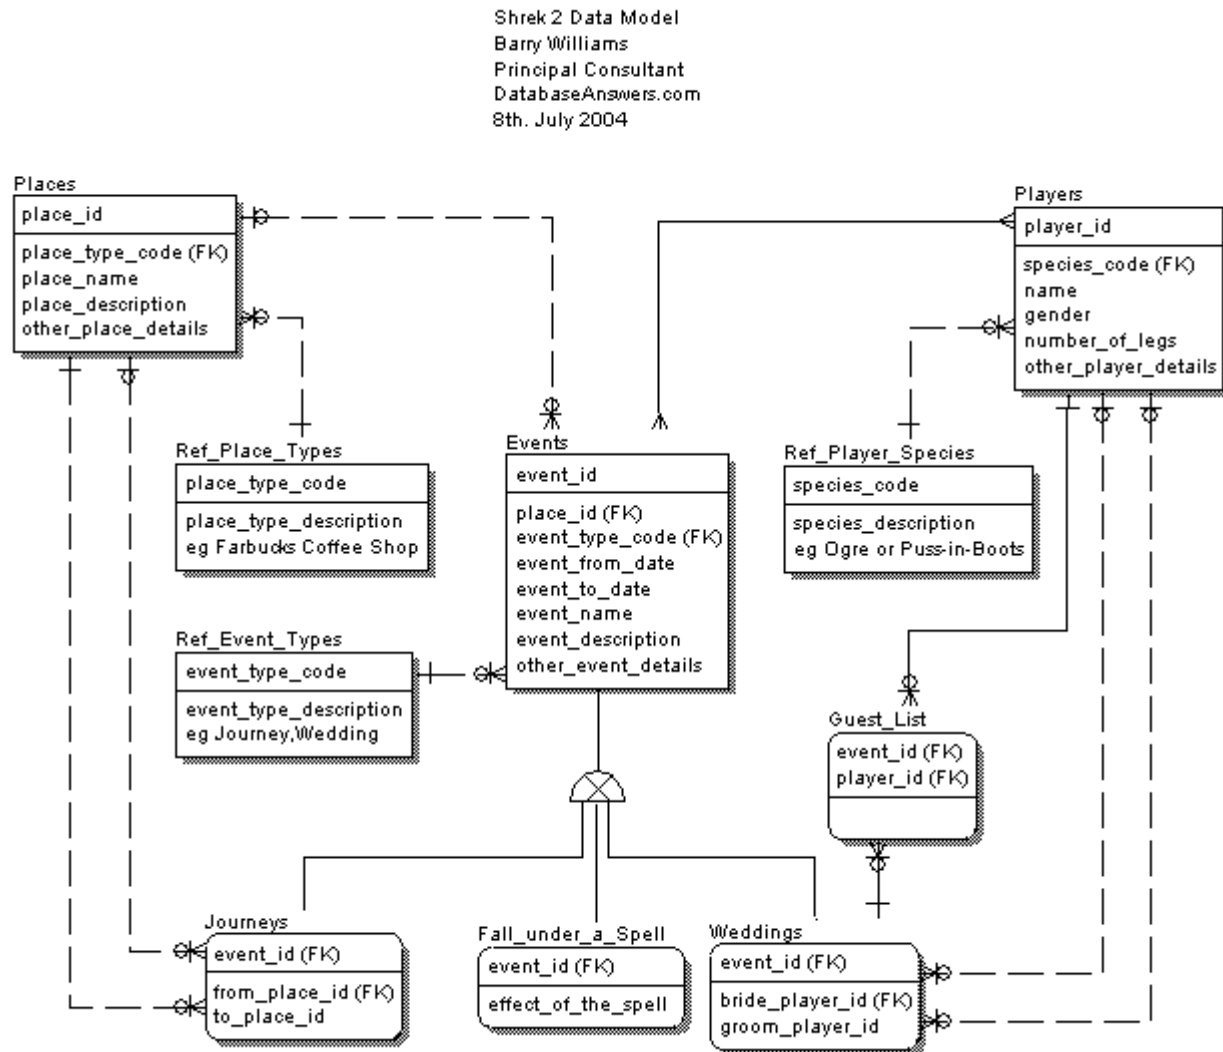 Shrek 2 Data Model
Barry Williams
Principal Consultant
DatabaseAnswers.com
8th. July 2004
Places
place_id
place_type_code (FK)
place_name
place_description
other_place_details
Players
player_id
species_code (FK)
name
gender
number_of_legs
other_player_details
Ref_Place_Types
place_type_code
place_type_description
eg Farbucks Coffee Shop
Events
event_id
place_id (FK)
event_type_code (FK)
event_from_date
event_to_date
event_name
event_description
other_event_details
Ref_Player_Species
species_code
species_description
eg Ogre or Puss-in-Boots
Ref_Event_Types
event_type_code
event_type_description
eg Journey,Wedding
Guest_List
event_id (FK)
player_id (FK)
Journeys
event_id (FK)
from_place_id (FK)
to_place_id
Fall_under_a_Spell
event_id (FK)
effect_of_the_spell
Weddings
event_id (FK)
bride_player_id (FK)
groom_player_id